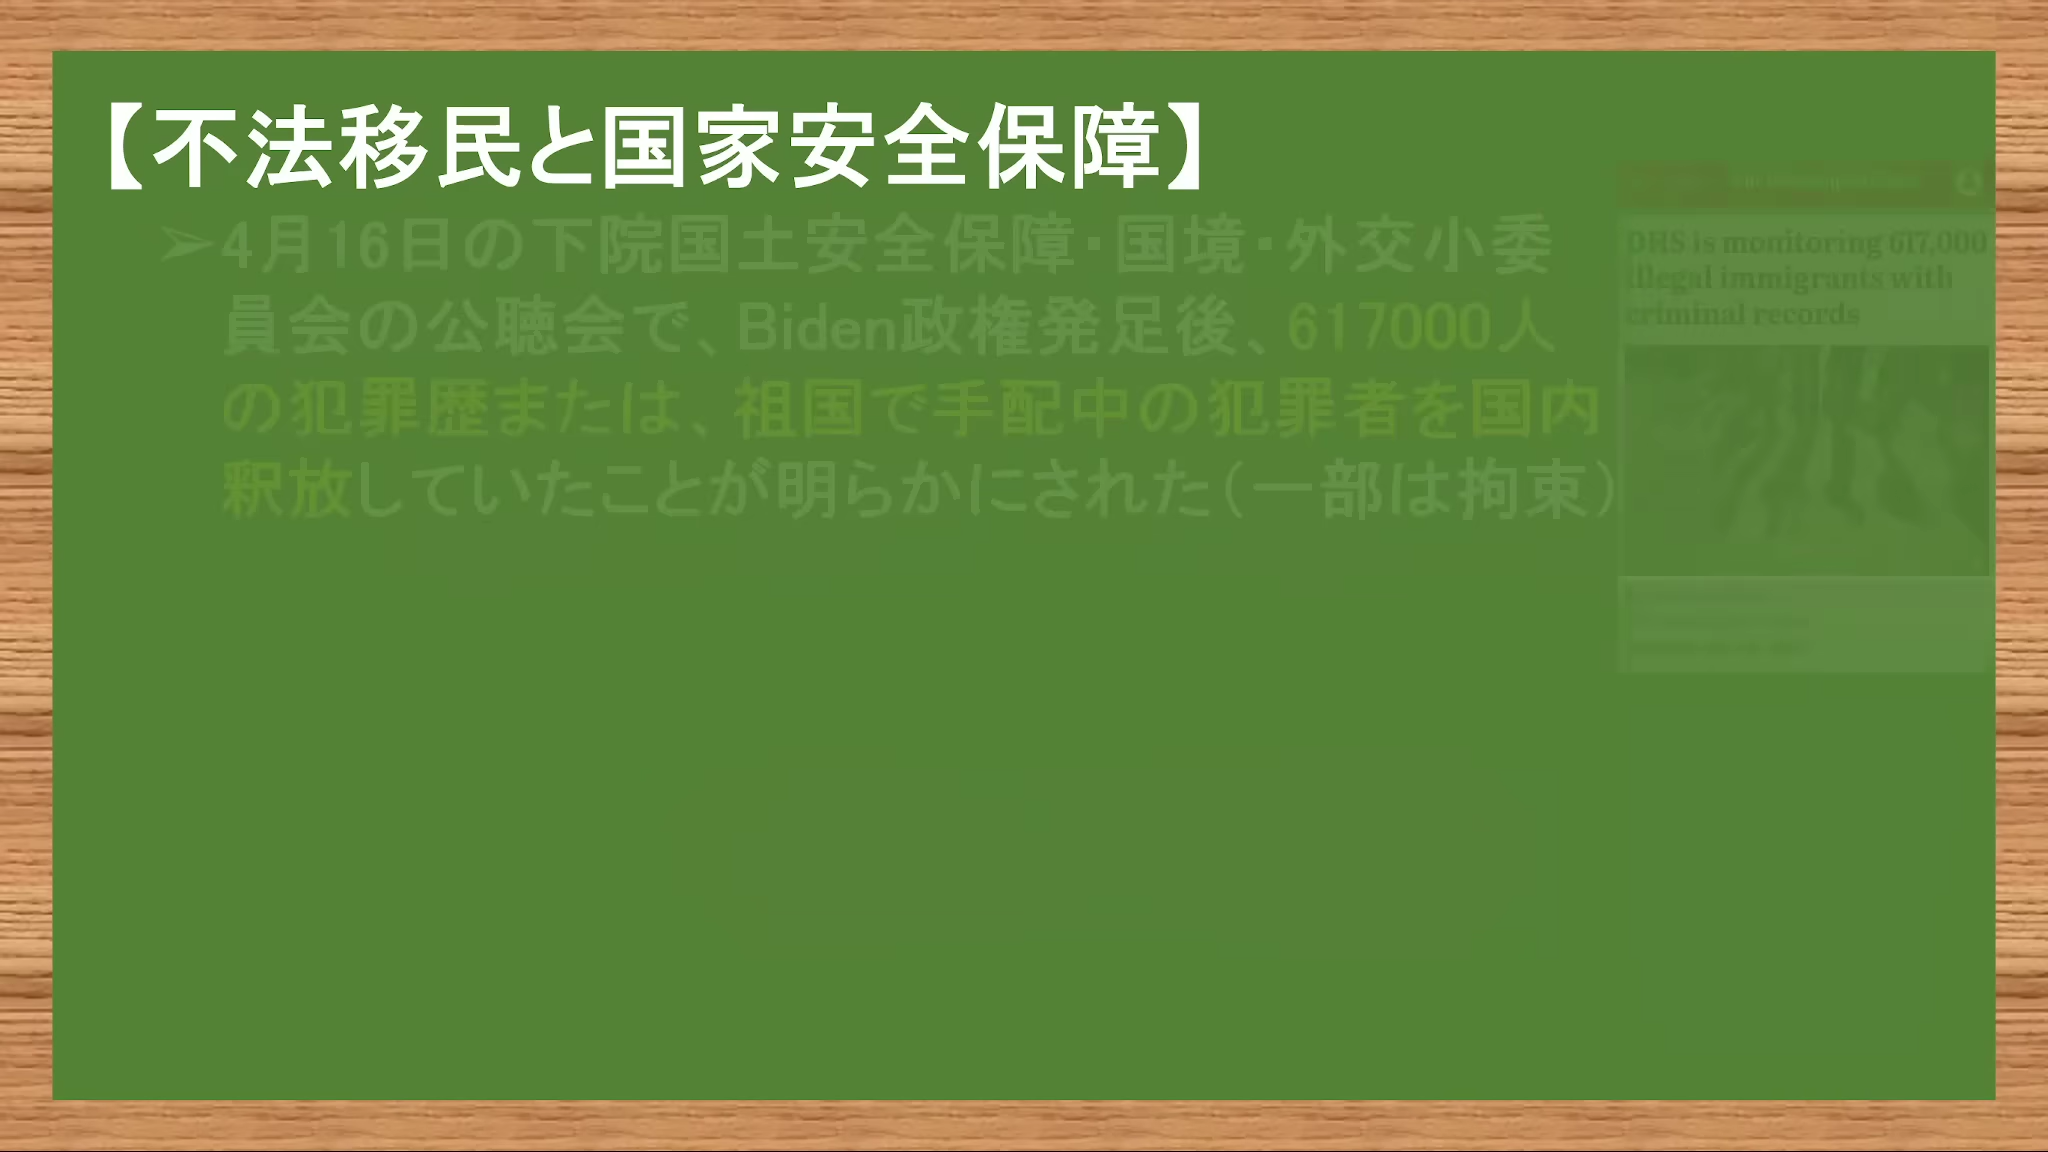 【不法移民と国家安全保障】
➢4月16日の下院国土安全保障・国境・外交小委
員会の公聴会で、Biden政権発足後、617000人
の犯罪歴または、祖国で手配中の犯罪者を国内
釈放していたことが明らかにされた（一部は拘束）
DHS is monitoring 617,000
illegal immigrants with
criminal records